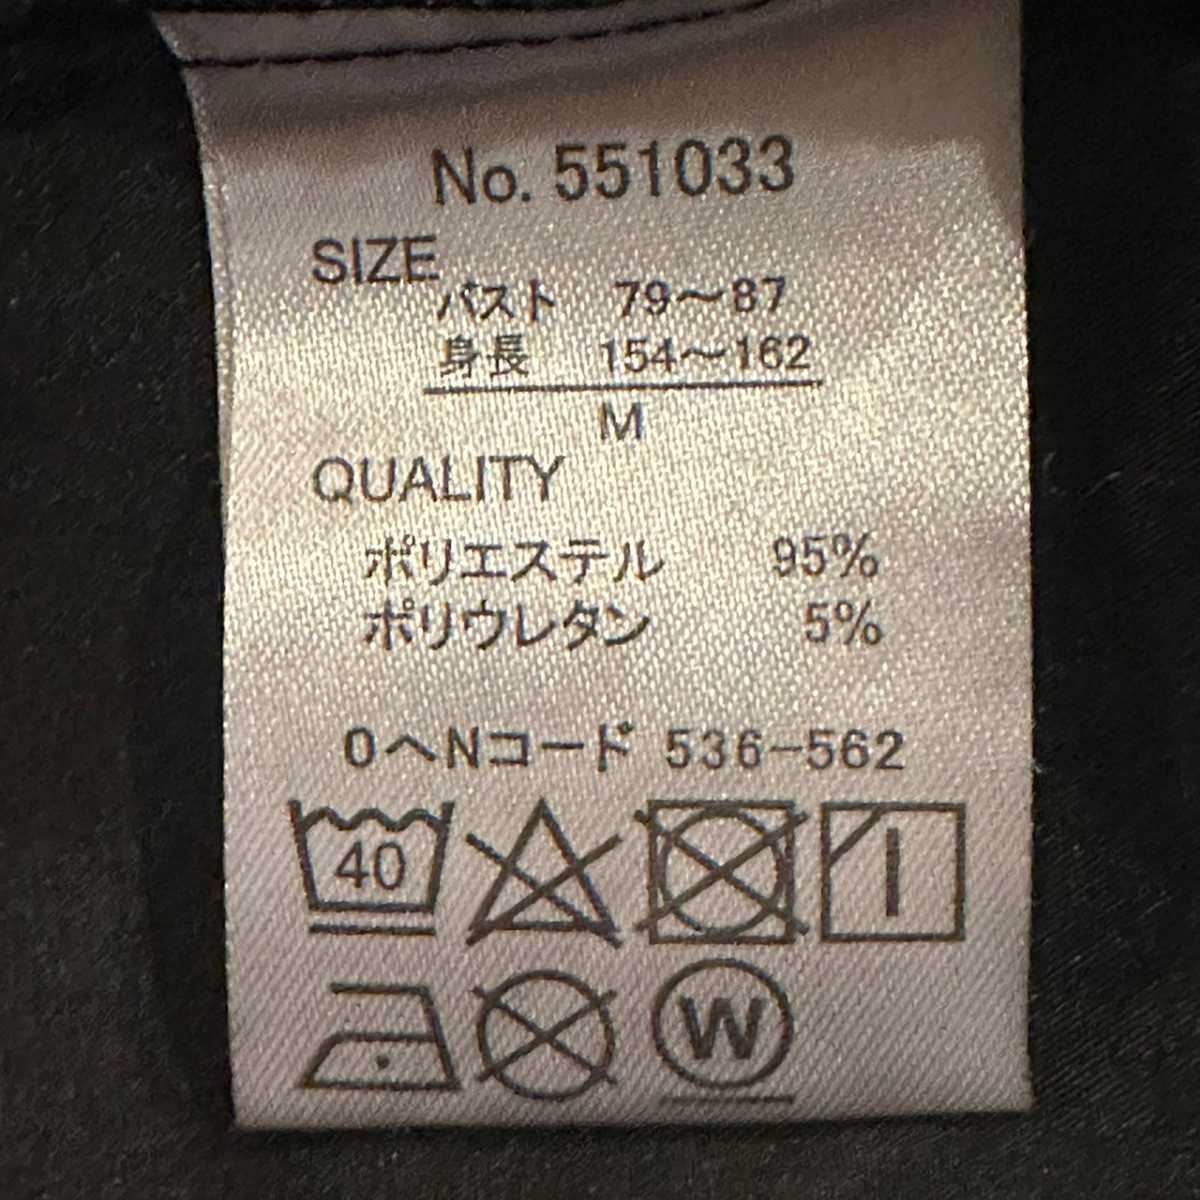 No. 551033
SIZE
バスト 79～87
身長 154～162
M
QUALITY
ポリエステル 95%
ポリウレタン 5%
0ヘNコード 536-562
40
W